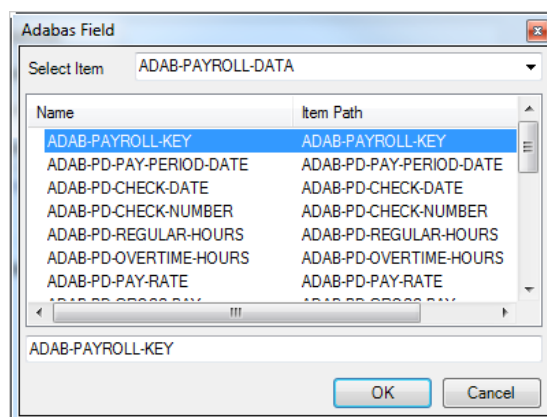 Adabas Field
Select Item ADAB-PAYROLL-DATA
Name Item Path
ADAB-PAYROLL-KEY ADAB-PAYROLL-KEY
ADAB-PD-PAY-PERIOD-DATE ADAB-PD-PAY-PERIOD-DATE
ADAB-PD-CHECK-DATE ADAB-PD-CHECK-DATE
ADAB-PD-CHECK-NUMBER ADAB-PD-CHECK-NUMBER
ADAB-PD-REGULAR-HOURS ADAB-PD-REGULAR-HOURS
ADAB-PD-OVERTIME-HOURS ADAB-PD-OVERTIME-HOURS
ADAB-PD-PAY-RATE ADAB-PD-PAY-RATE
ADAB-PAYROLL-KEY
OK Cancel